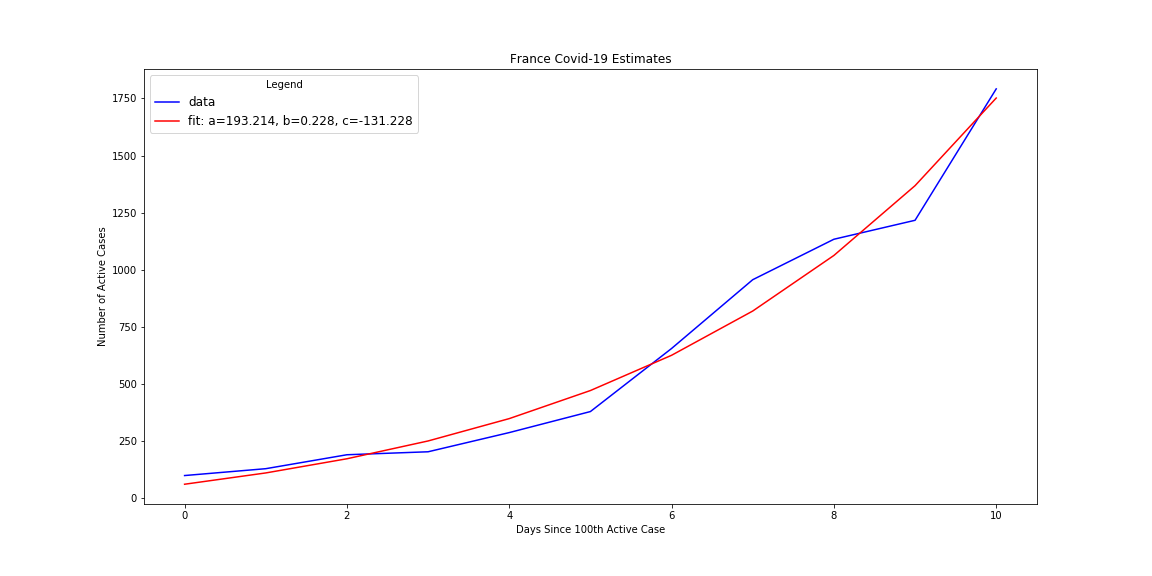 France Covid-19 Estimates
Legend
data
fit: a=193.214, b=0.228, c=-131.228
Number of Active Cases
1750
1500
1250
1000
750
500
250
0
0 2 4 6 8 10
Days Since 100th Active Case